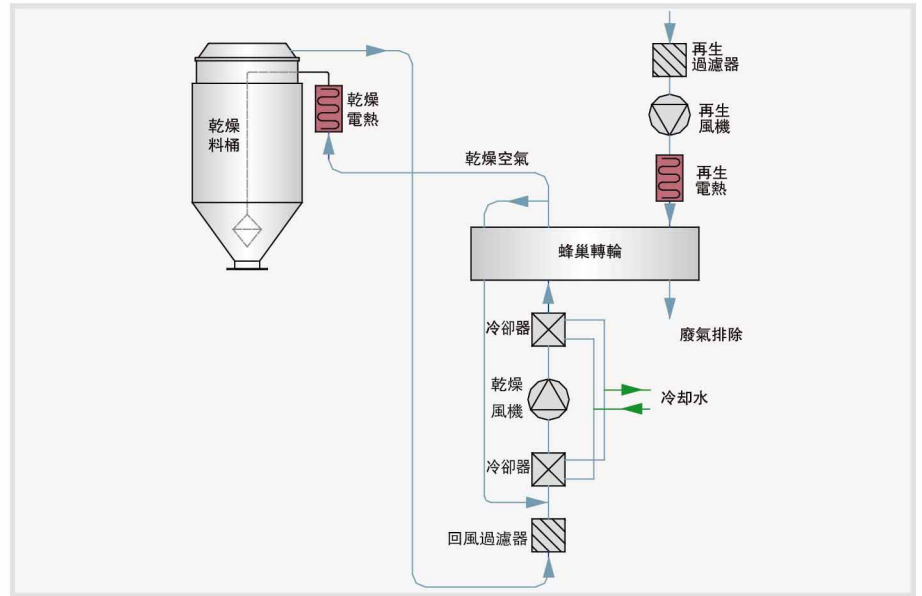 再生
過濾器
乾燥
電熱
再生
風機
乾燥
料桶
乾燥空氣
再生
電熱
蜂巢轉輪
冷卻器
廢氣排除
乾燥
風機
冷却水
冷卻器
回風過濾器